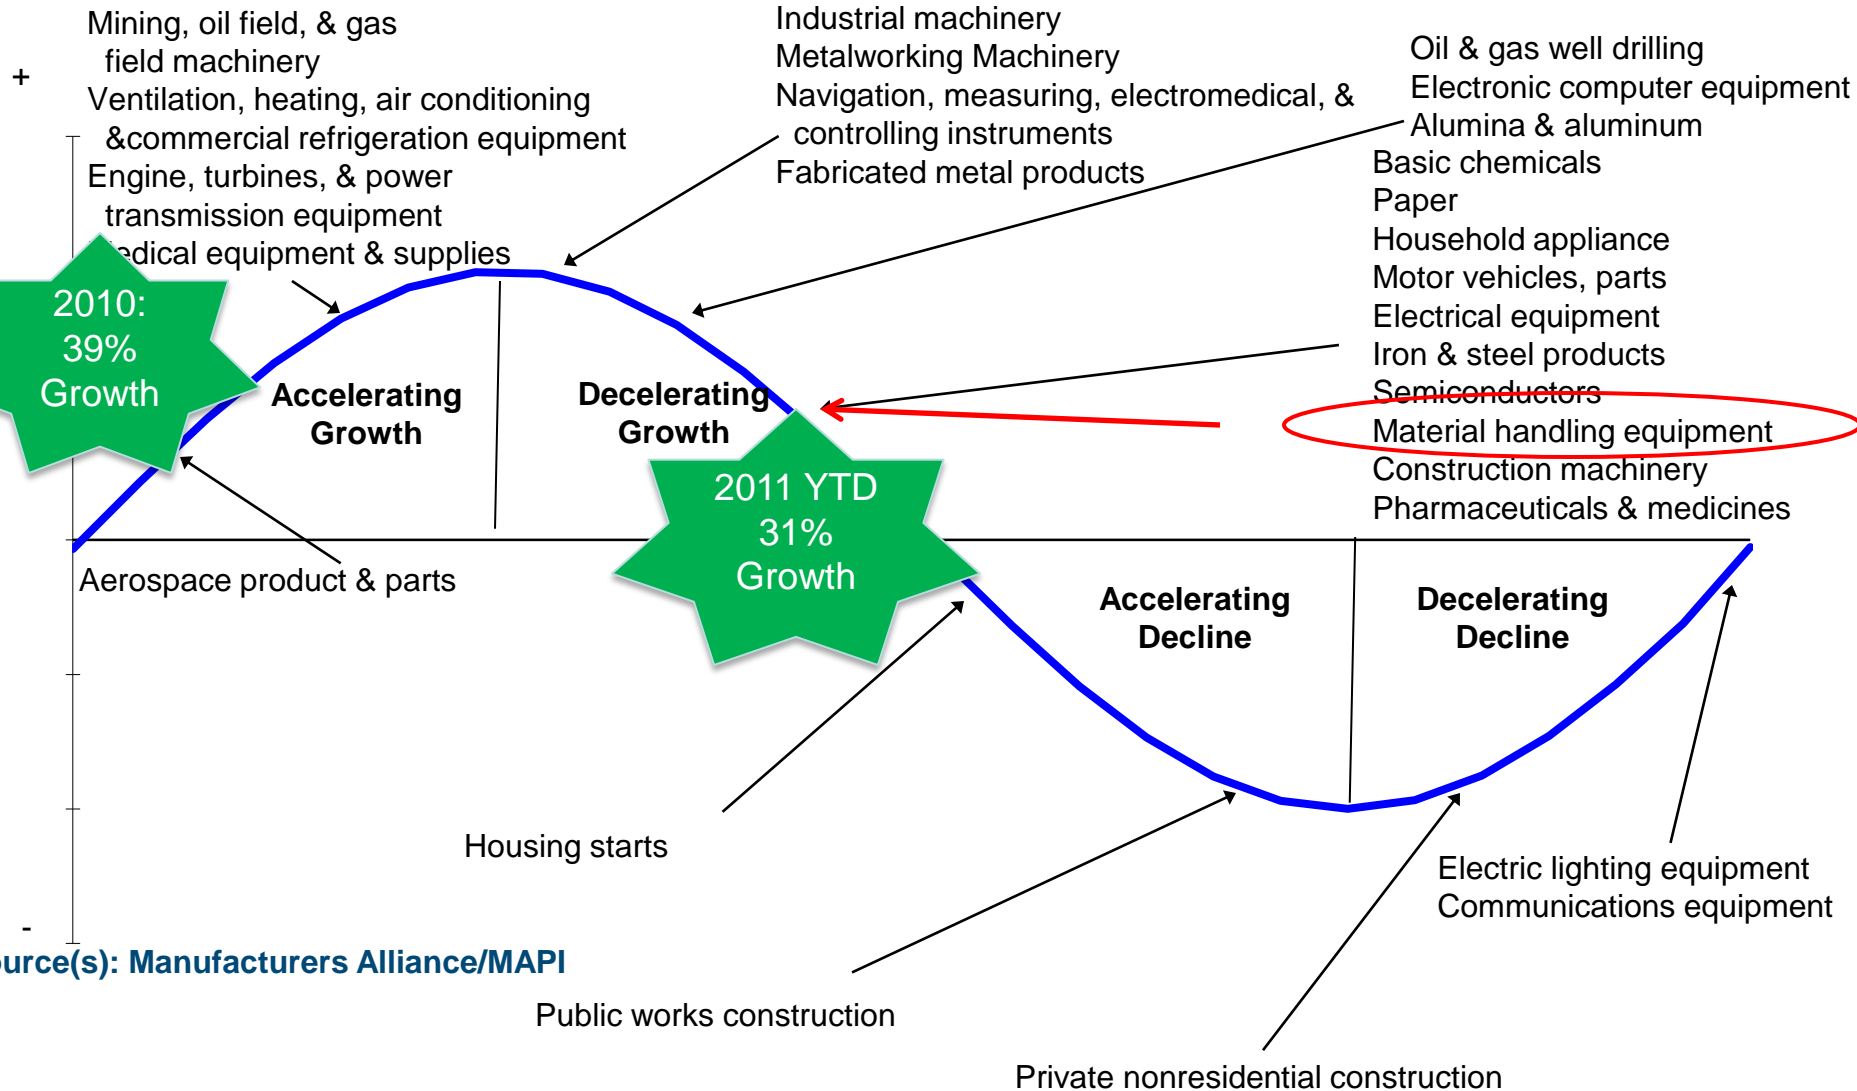 +
Mining, oil field, & gas
field machinery
Ventilation, heating, air conditioning
&commercial refrigeration equipment
Engine, turbines, & power
transmission equipment
equipment & supplies
Industrial machinery
Metalworking Machinery
Navigation, measuring, electromedical, &
controlling instruments
Fabricated metal products
Oil & gas well drilling
Electronic computer equipment
Alumina & aluminum
Basic chemicals
Paper
Household appliance
Motor vehicles, parts
Electrical equipment
Iron & steel products
Semiconductors
Material handling equipment
Construction machinery
Pharmaceuticals & medicines
2010:
39%
Growth
Accelerating
Growth
Decelerating
Growth
2011 YTD
31%
Growth
Aerospace product & parts
Accelerating
Decline
Decelerating
Decline
Housing starts
Electric lighting equipment
Communications equipment
-
ource(s): Manufacturers Alliance/MAPI
Public works construction
Private nonresidential construction